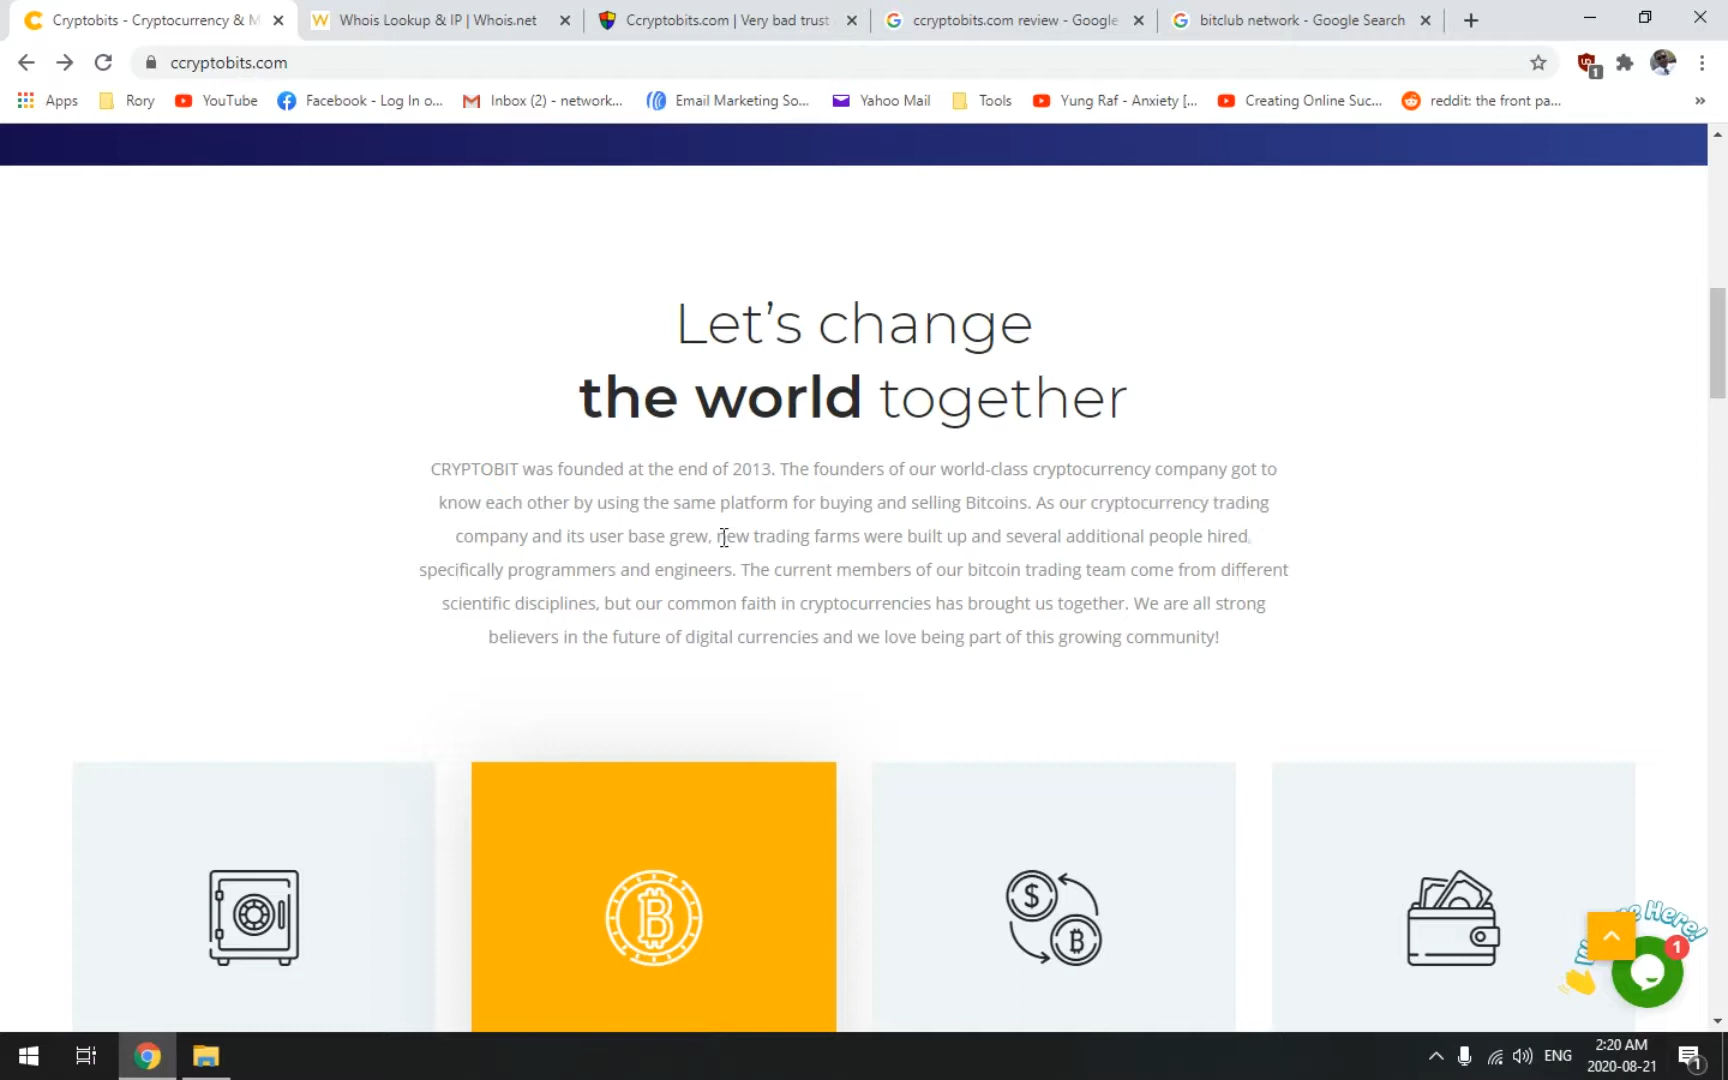 Cryptobits - Cryptocurrency & M
Whois Lookup & IP | Whois.net
Ccryptobits.com | Very bad trust
ccryptobits.com review - Google
bitclub network - Google Search
ccryptobits.com
1
Apps
Rory
YouTube
Facebook - Log In o...
Inbox (2) - network...
Email Marketing So...
Yahoo Mail
Tools
Yung Raf - Anxiety [...
Creating Online Suc...
reddit: the front pa...
»
Let's change
the world together
CRYPTOBIT was founded at the end of 2013. The founders of our world-class cryptocurrency company got to
know each other by using the same platform for buying and selling Bitcoins. As our cryptocurrency trading
company and its user base grew, new trading farms were built up and several additional people hired,
specifically programmers and engineers. The current members of our bitcoin trading team come from different
scientific disciplines, but our common faith in cryptocurrencies has brought us together. We are all strong
believers in the future of digital currencies and we love being part of this growing community!
Here!
1
ENG
2:20 AM
2020-08-21
1